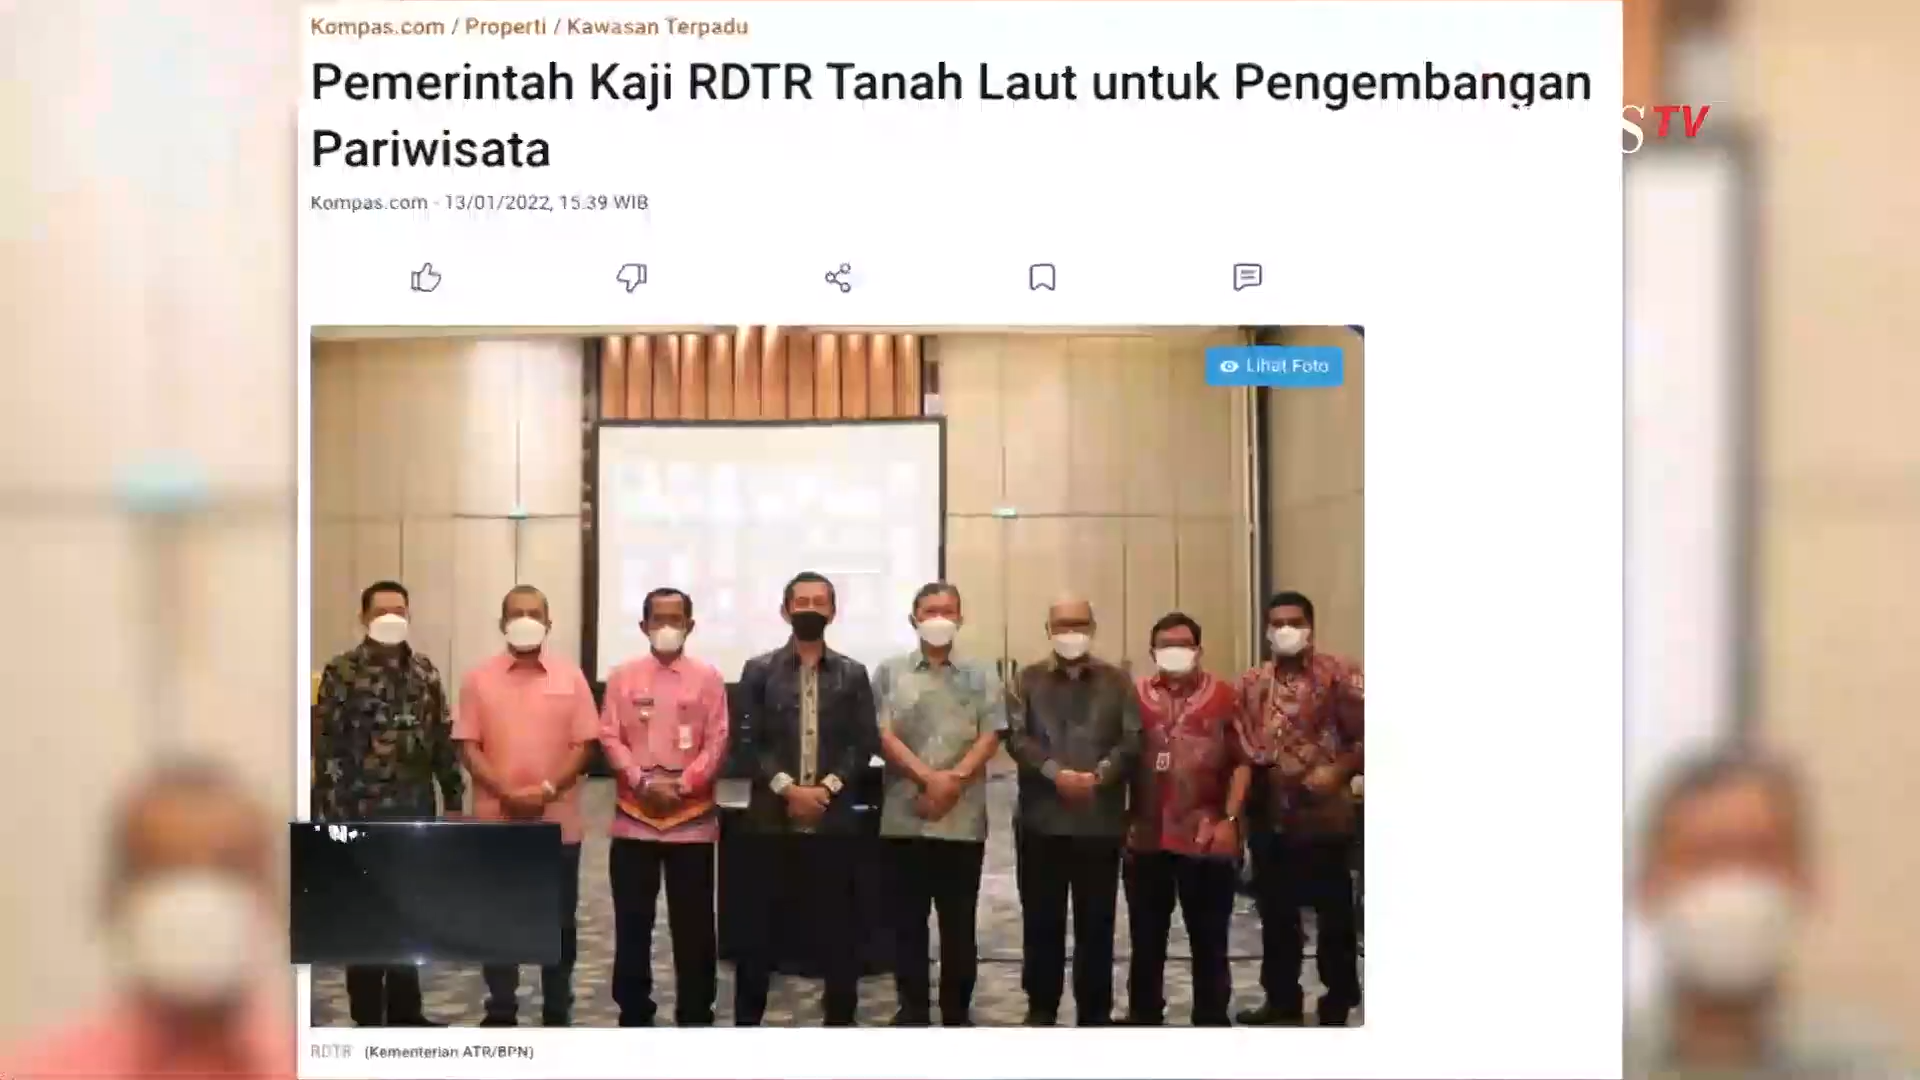 Kompas.com / Properti / Kawasan Terpadu
Pemerintah Kaji RDTR Tanah Laut untuk Pengembangan
Pariwisata
Kompas.com - 13/01/2022, 15.39 WIB
S TV
Lihat Foto
RDTR (Kementerian ATR/BPN)